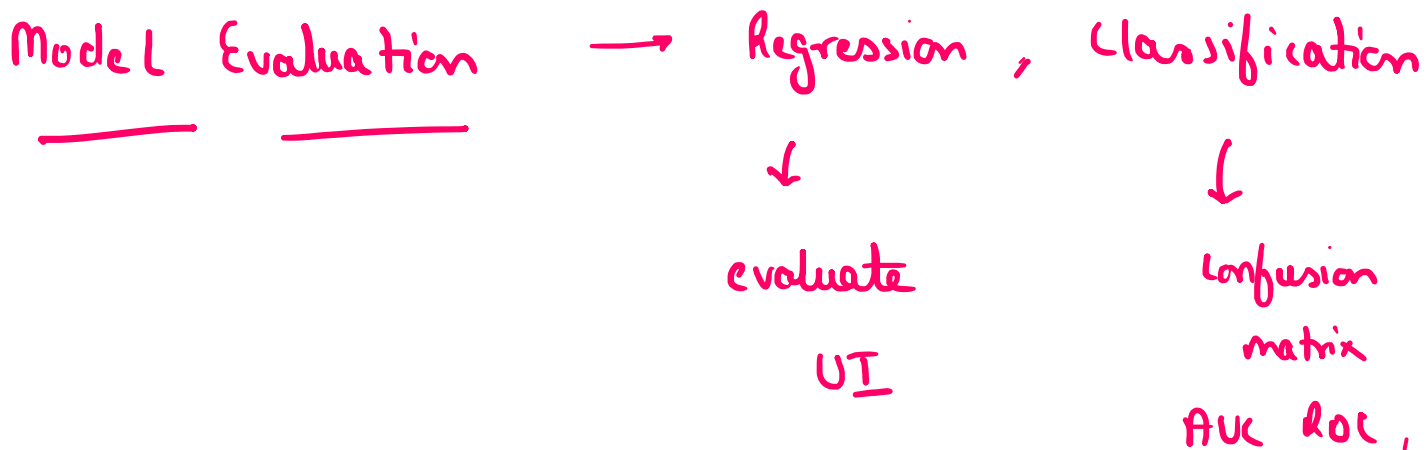 Model Evaluation → Regression, Classification
↓ ↓
evaluate confusion
UI matrix
AUC ROC,